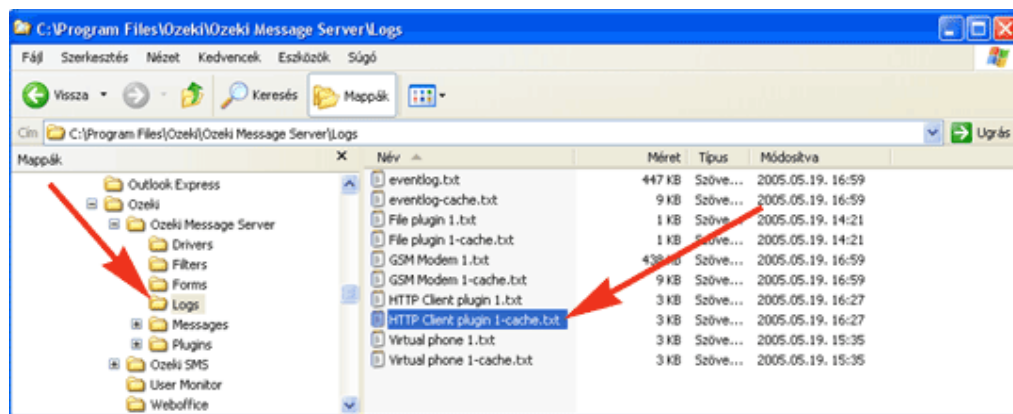 C:\Program Files\Ozeki\Ozeki Message Server\Logs
Fájl Szerkesztés Nézet Kedvencek Eszközök Súgó
Vissza Keresés Mappák
Cím C:\Program Files\Ozeki\Ozeki Message Server\Logs Ugrás
Mappák x
Outlook Express
Ozeki
Ozeki Message Server
Drivers
Filters
Forms
Logs
Messages
Plugins
Ozeki SMS
User Monitor
Weboffice
Név Méret Típus Módosítva
eventlog.txt 447 KB Szöve... 2005.05.19. 16:59
eventlog-cache.txt 9 KB Szöve... 2005.05.19. 16:59
File plugin 1.txt 1 KB Szöve... 2005.05.19. 14:21
File plugin 1-cache.txt 1 KB Szöve... 2005.05.19. 14:21
GSM Modem 1.txt 438 KB Szöve... 2005.05.19. 16:59
GSM Modem 1-cache.txt 9 KB Szöve... 2005.05.19. 16:59
HTTP Client plugin 1.txt 3 KB Szöve... 2005.05.19. 16:27
HTTP Client plugin 1-cache.txt 3 KB Szöve... 2005.05.19. 16:27
Virtual phone 1.txt 3 KB Szöve... 2005.05.19. 15:35
Virtual phone 1-cache.txt 3 KB Szöve... 2005.05.19. 15:35